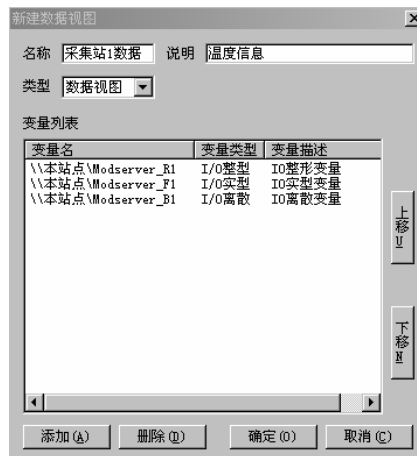 新建数据视图
名称 采集站1数据 说明 温度信息
类型 数据视图
变量列表
变量名 变量类型 变量描述
\\本站点\Modserver_R1 I/O整型 IO整形变量
\\本站点\Modserver_F1 I/O实型 IO实型变量
\\本站点\Modserver_B1 I/O离散 IO离散变量
上移U
下移N
添加(A) 删除(D) 确定(O) 取消(C)